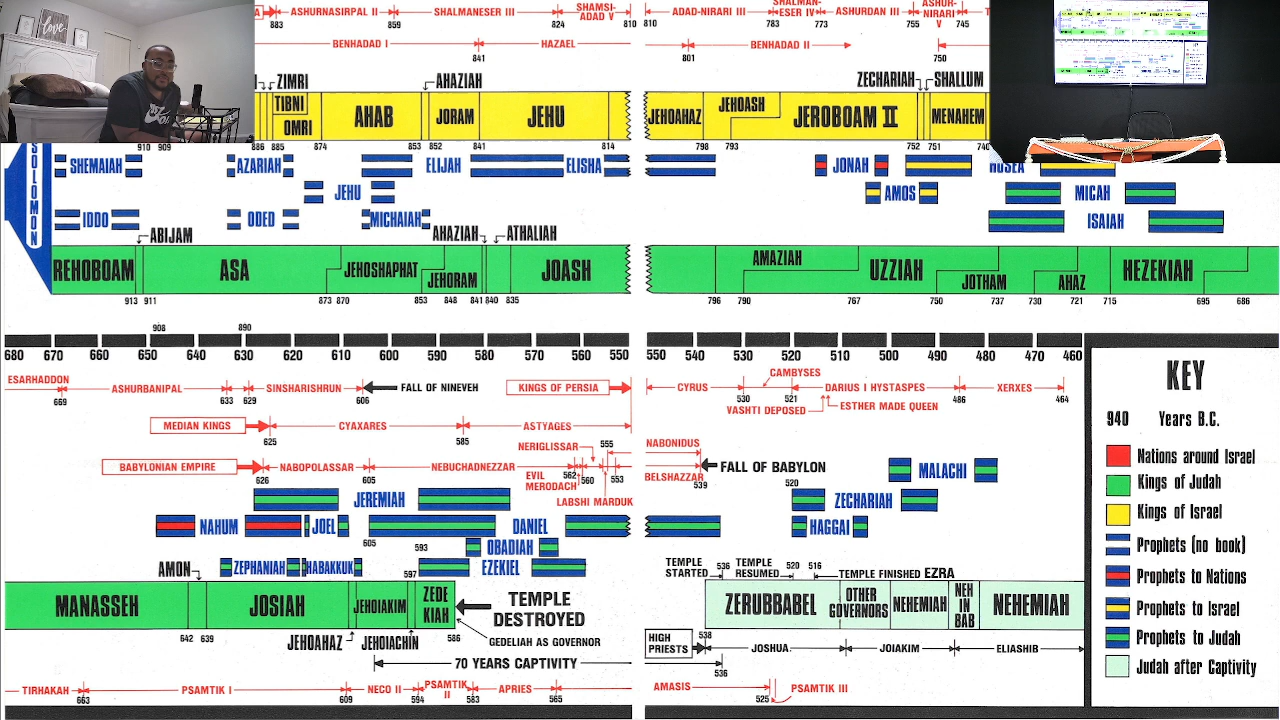 love
883 ASHURNASIRPAL II 859 SHALMANESER III 824 SHAMSI-
ADAD V 810
810 ADAD-NIRARI III 783 SHALMAN-
ESER IV 773 ASHURDAN III 755 ASHUR-
NIRARI
V 745
BENHADAD I 841 HAZAEL
801 BENHADAD II 750
ZIMRI AHAZIAH
ZECHARIAH SHALLUM
TIBNI
OMRI AHAB JORAM JEHU
JEHOAHAZ JEHOASH JEROBOAM II MENAHEM
886 885 874 853 852 841 814
798 793 752 751 740
910 909
SOLOMON
SHEMAIAH AZARIAH ELIJAH ELISHA JONAH HOSEA
JEHU AMOS MICAH
IDDO ODED MICHAIAH ISAIAH
ABIJAM AHAZIAH ATHALIAH
REHOBOAM ASA JEHOSHAPHAT JEHORAM JOASH
AMAZIAH UZZIAH JOTHAM AHAZ HEZEKIAH
913 911 873 870 853 848 841 840 835
796 790 767 750 737 730 721 715 695 686
908 890
680 670 660 650 640 630 620 610 600 590 580 570 560 550
550 540 530 520 510 500 490 480 470 460
ESARHADDON 669 ASHURBANIPAL 633 629 SINSHARISHRUN 606 FALL OF NINEVEH KINGS OF PERSIA
CYRUS 530 CAMBYSES 521 DARIUS I HYSTASPES 486 XERXES 464
VASHTI DEPOSED ESTHER MADE QUEEN
MEDIAN KINGS 625 CYAXARES 585 ASTYAGES
BABYLONIAN EMPIRE 626 NABOPOLASSAR 605 NEBUCHADNEZZAR 562 EVIL
MERODACH 560 NERIGLISSAR 555 553
LABSHI MARDUK
NABONIDUS
BELSHAZZAR 539 FALL OF BABYLON
JEREMIAH
NAHUM JOEL 605 DANIEL
593 OBADIAH
ZEPHANIAH HABAKKUK EZEKIEL
MALACHI
520 ZECHARIAH
HAGGAI
AMON 597
MANASSEH JOSIAH JEHOIAKIM ZEDE
KIAH
TEMPLE
DESTROYED
642 639 JEHOAHAZ JEHOIACHIN 586 GEDELIAH AS GOVERNOR
70 YEARS CAPTIVITY
TEMPLE
STARTED 536 TEMPLE
RESUMED 520 516 TEMPLE FINISHED EZRA
ZERUBBABEL OTHER
GOVERNORS NEHEMIAH NEH
IN
BAB NEHEMIAH
HIGH
PRIESTS 538 JOSHUA JOIAKIM ELIASHIB
536
TIRHAKAH 663 PSAMTIK I 609 NECO II 594 PSAMTIK
II 583 APRIES 565
AMASIS 525 PSAMTIK III
KEY
940 Years B.C.
Nations around Israel
Kings of Judah
Kings of Israel
Prophets (no book)
Prophets to Nations
Prophets to Israel
Prophets to Judah
Judah after Captivity